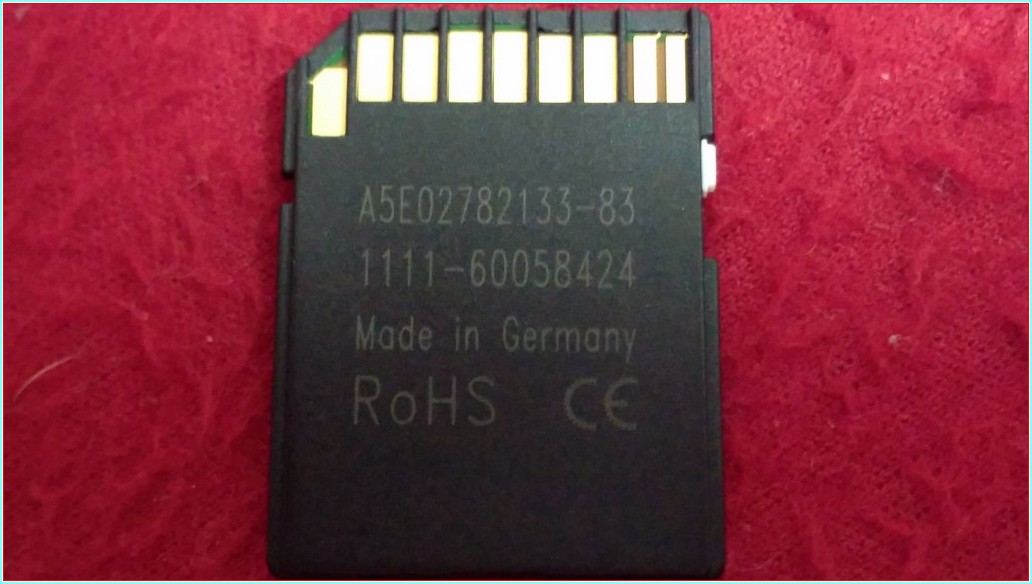 A5E02782133-83
1111-60058424
Made in Germany
RoHS CE